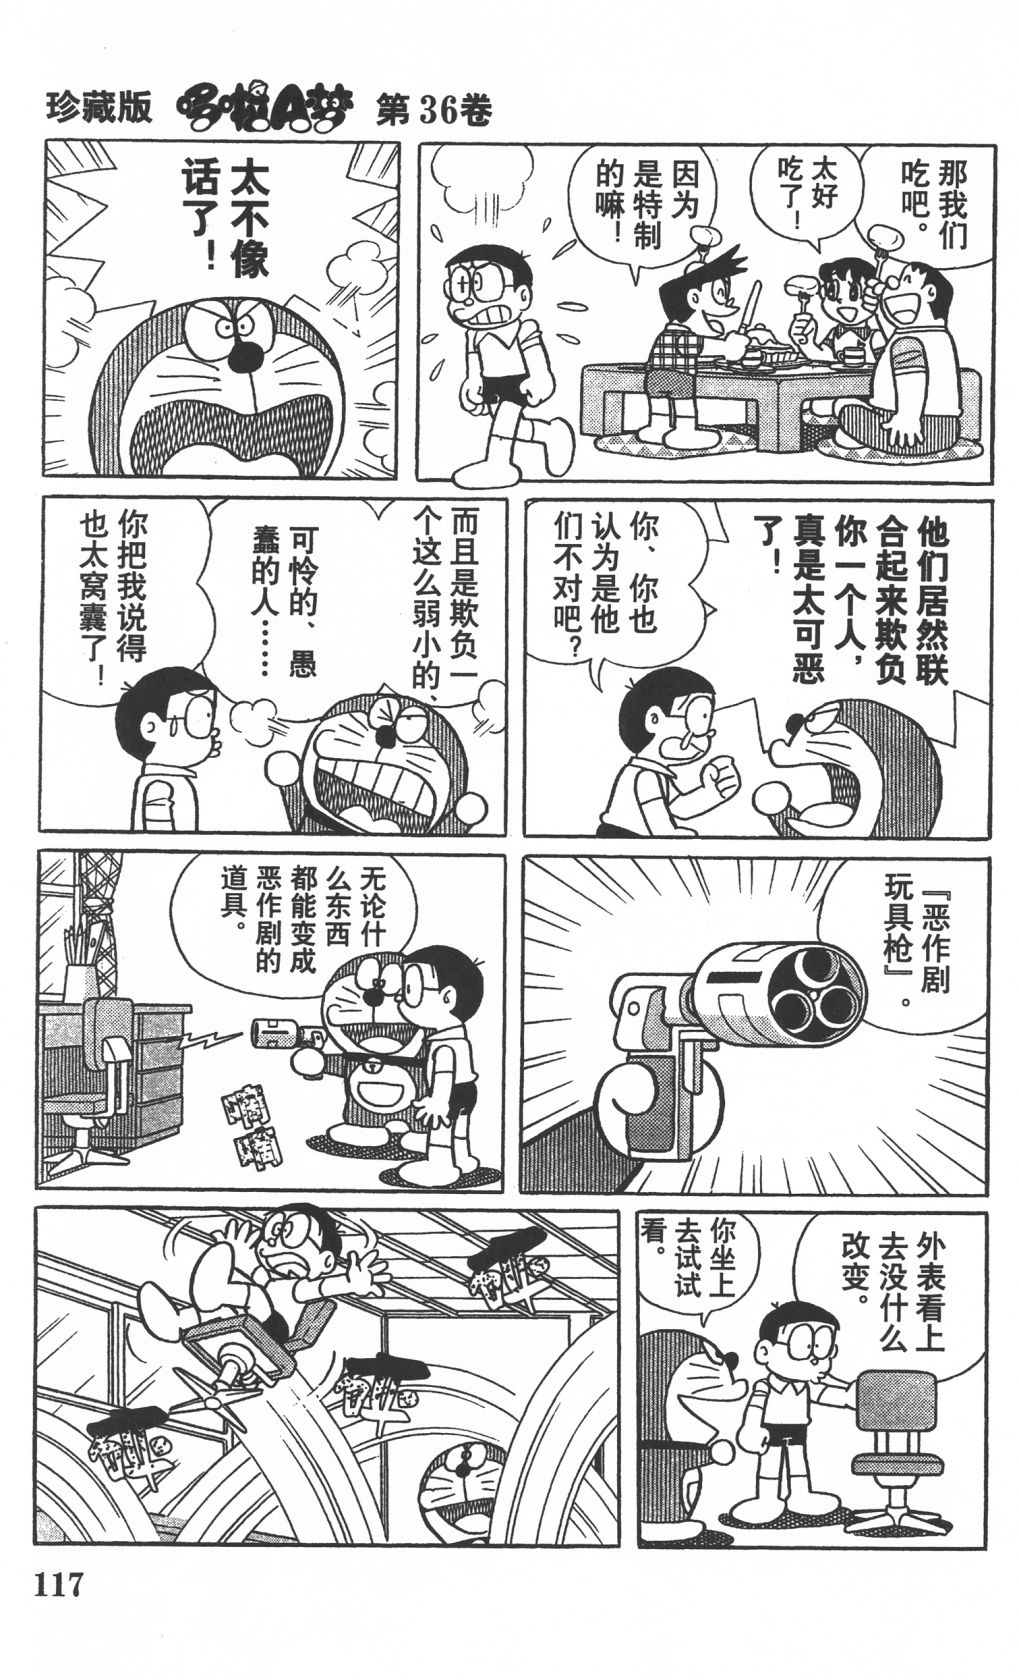 珍藏版 哆啦A梦 第36卷
那我们
吃吧。
太好
吃了！
因为
是特制
的嘛！
太不像
话了！
他们居然联
合起来欺负
你一个人，
真是太可恶
了！
你、你也
认为是他
们不对吧？
而且是欺负一
个这么弱小的、
可怜的、愚
蠢的人……
你把我说得
也太窝囊了！
『恶作剧
玩具枪』。
无论什
么东西
都能变成
恶作剧的
道具。
嘀
嘀
外表看上
去没什么
改变。
你坐上
去试试
看。
117